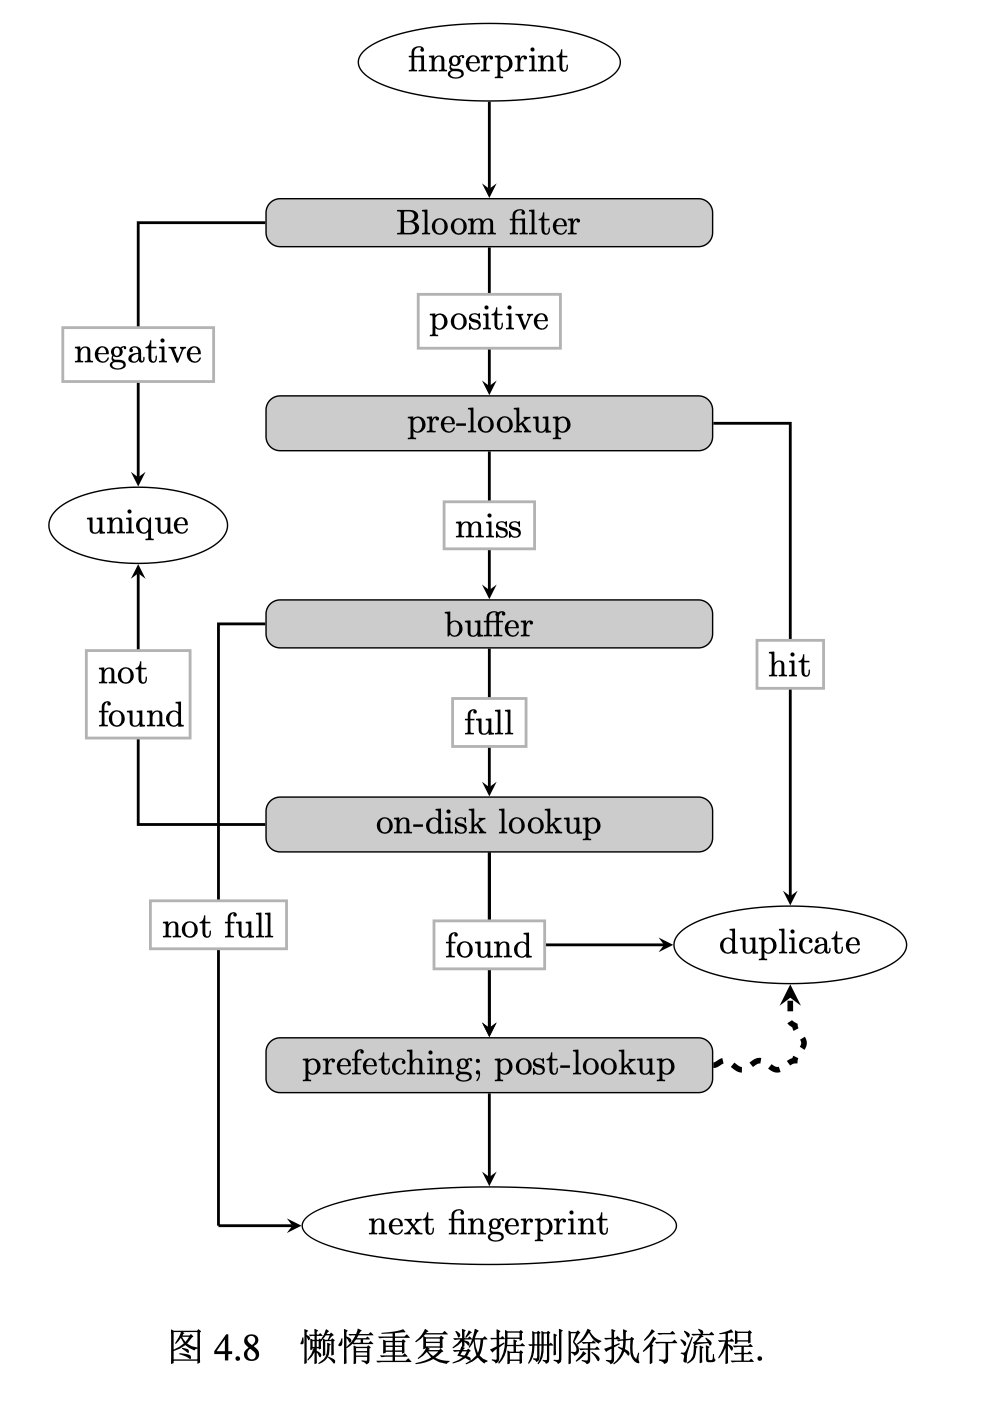 fingerprint
Bloom filter
positive
negative
pre-lookup
unique
miss
buffer
hit
not
found
full
on-disk lookup
not full
found
duplicate
prefetching; post-lookup
next fingerprint
图 4.8 懒惰重复数据删除执行流程.